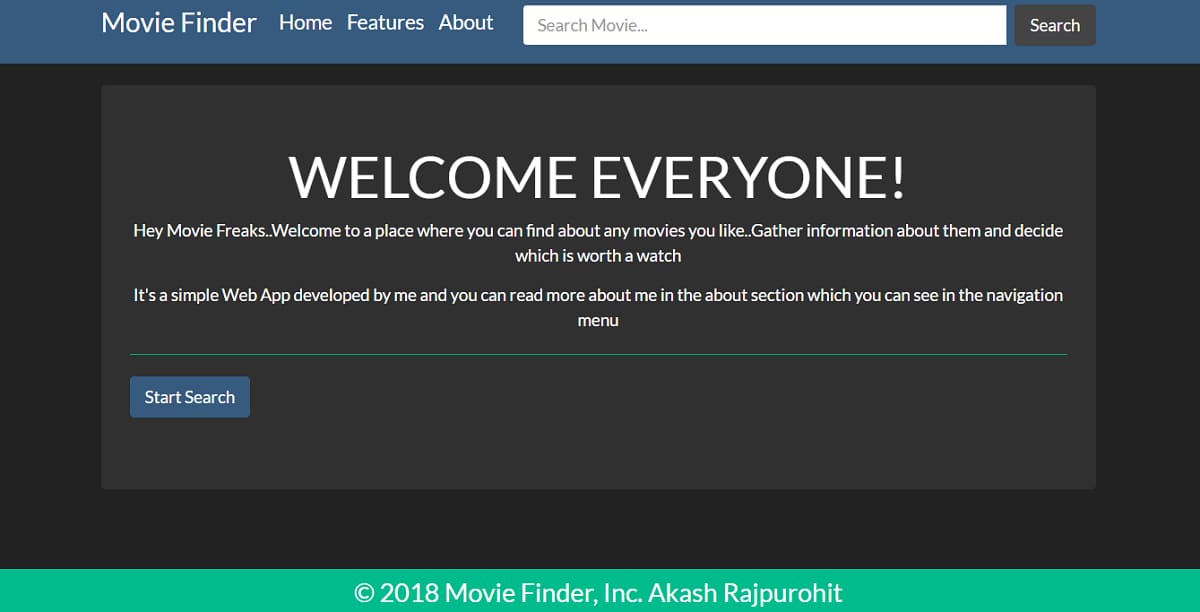 Movie Finder Home Features About Search Movie... Search
WELCOME EVERYONE!
Hey Movie Freaks..Welcome to a place where you can find about any movies you like..Gather information about them and decide
which is worth a watch
It's a simple Web App developed by me and you can read more about me in the about section which you can see in the navigation
menu
Start Search
© 2018 Movie Finder, Inc. Akash Rajpurohit